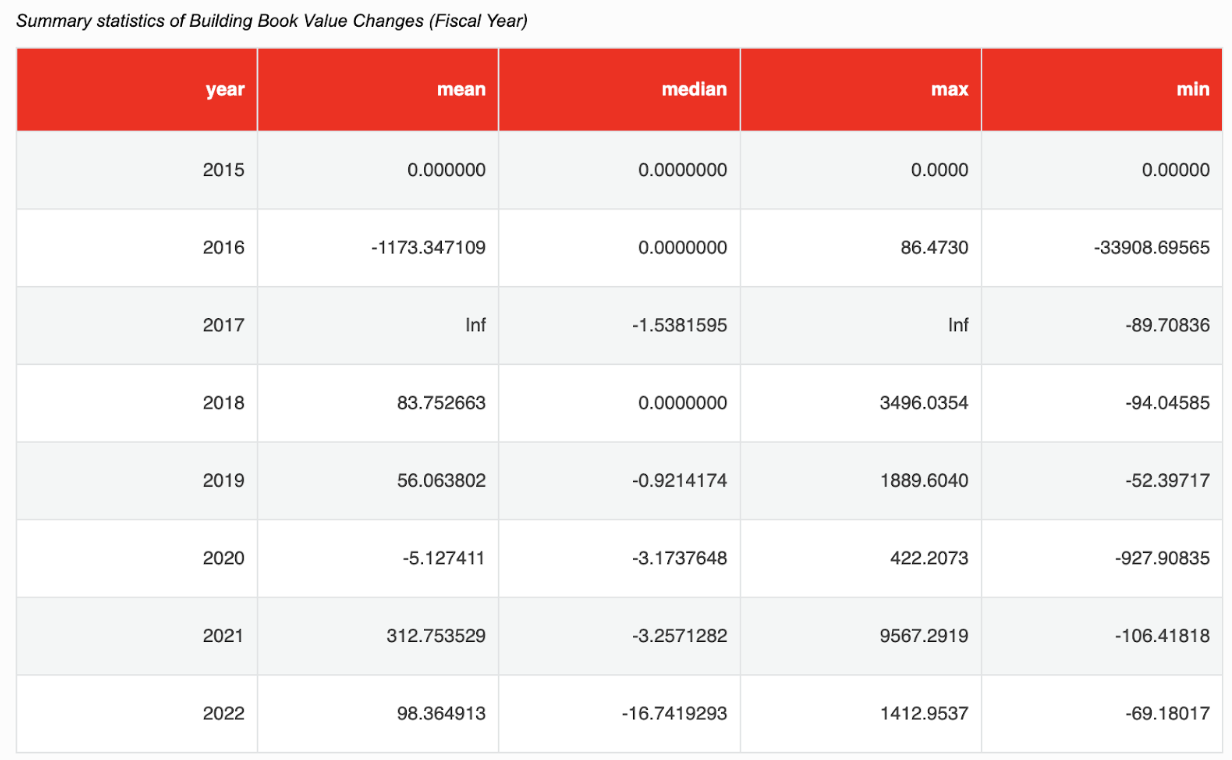 Summary statistics of Building Book Value Changes (Fiscal Year)
year mean median max min
2015 0.000000 0.0000000 0.0000 0.00000
2016 -1173.347109 0.0000000 86.4730 -33908.69565
2017 Inf -1.5381595 Inf -89.70836
2018 83.752663 0.0000000 3496.0354 -94.04585
2019 56.063802 -0.9214174 1889.6040 -52.39717
2020 -5.127411 -3.1737648 422.2073 -927.90835
2021 312.753529 -3.2571282 9567.2919 -106.41818
2022 98.364913 -16.7419293 1412.9537 -69.18017